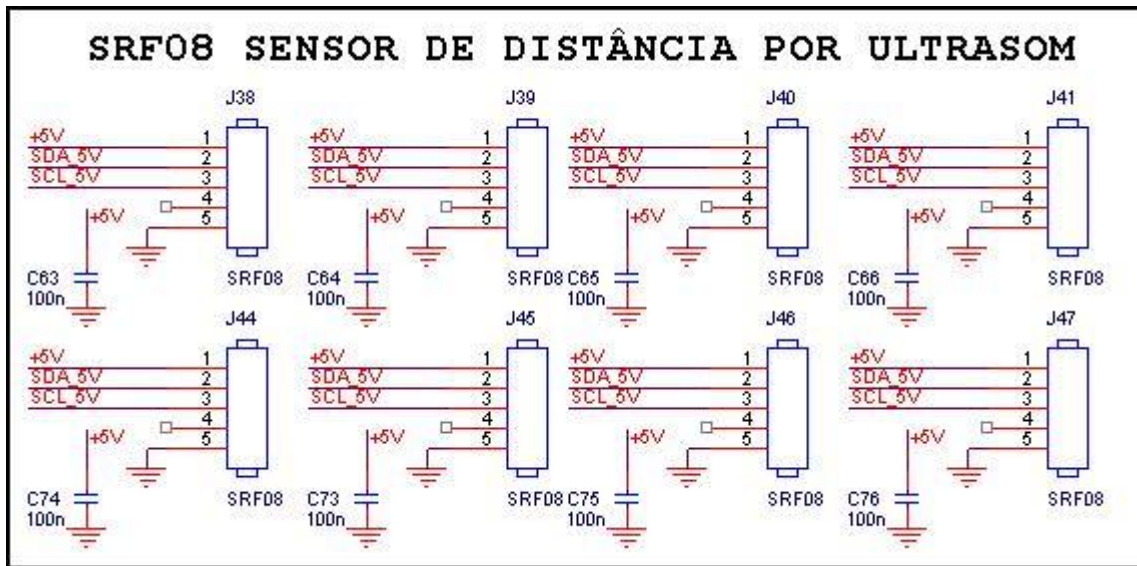 SRF08 SENSOR DE DISTÂNCIA POR ULTRASOM
J38
+5V 1
SDA_5V 2
SCL_5V 3
4
+5V 5
C63
100n
SRF08
J39
+5V 1
SDA_5V 2
SCL_5V 3
4
+5V 5
C64
100n
SRF08
J40
+5V 1
SDA_5V 2
SCL_5V 3
4
+5V 5
C65
100n
SRF08
J41
+5V 1
SDA_5V 2
SCL_5V 3
4
+5V 5
C66
100n
SRF08
J44
+5V 1
SDA_5V 2
SCL_5V 3
4
+5V 5
C74
100n
SRF08
J45
+5V 1
SDA_5V 2
SCL_5V 3
4
+5V 5
C73
100n
SRF08
J46
+5V 1
SDA_5V 2
SCL_5V 3
4
+5V 5
C75
100n
SRF08
J47
+5V 1
SDA_5V 2
SCL_5V 3
4
+5V 5
C76
100n
SRF08